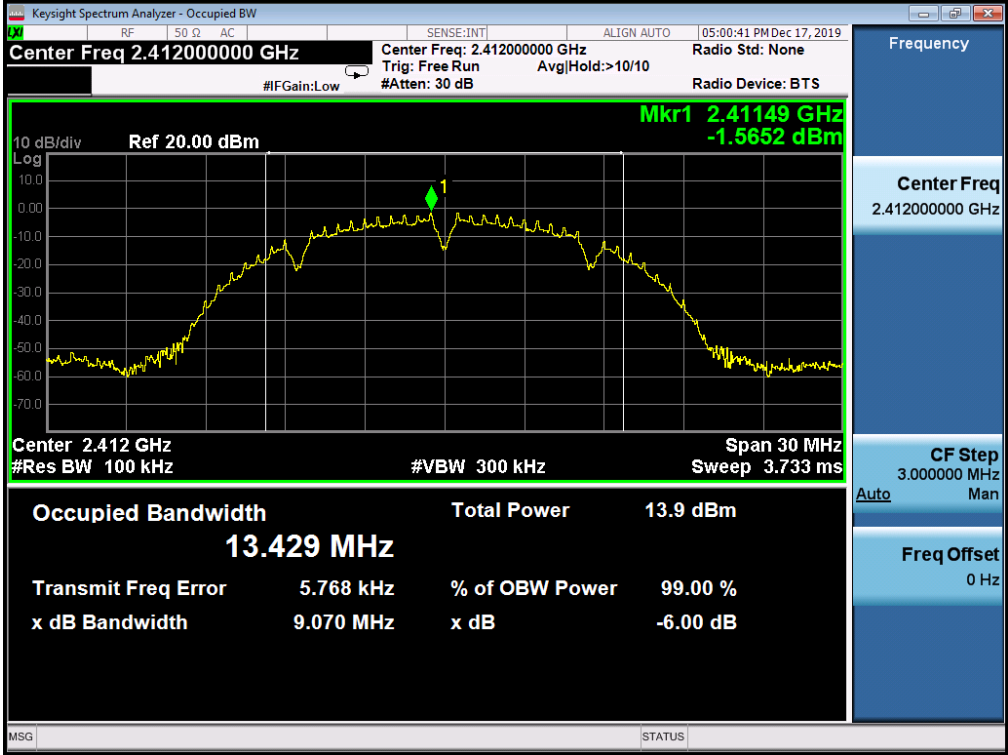 Keysight Spectrum Analyzer - Occupied BW
LXI RF 50 Ω AC SENSE:INT ALIGN AUTO 05:00:41 PM Dec 17, 2019
Center Freq 2.412000000 GHz
Center Freq: 2.412000000 GHz Radio Std: None
Trig: Free Run Avg|Hold:>10/10
#IFGain:Low #Atten: 30 dB Radio Device: BTS
Mkr1 2.41149 GHz
10 dB/div Ref 20.00 dBm -1.5652 dBm
Log
10.0
1
0.00
-10.0
-20.0
-30.0
-40.0
-50.0
-60.0
-70.0
Center 2.412 GHz Span 30 MHz
#Res BW 100 kHz #VBW 300 kHz Sweep 3.733 ms
Occupied Bandwidth Total Power 13.9 dBm
13.429 MHz
Transmit Freq Error 5.768 kHz % of OBW Power 99.00 %
x dB Bandwidth 9.070 MHz x dB -6.00 dB
Frequency
Center Freq
2.412000000 GHz
CF Step
3.000000 MHz
Auto Man
Freq Offset
0 Hz
MSG STATUS